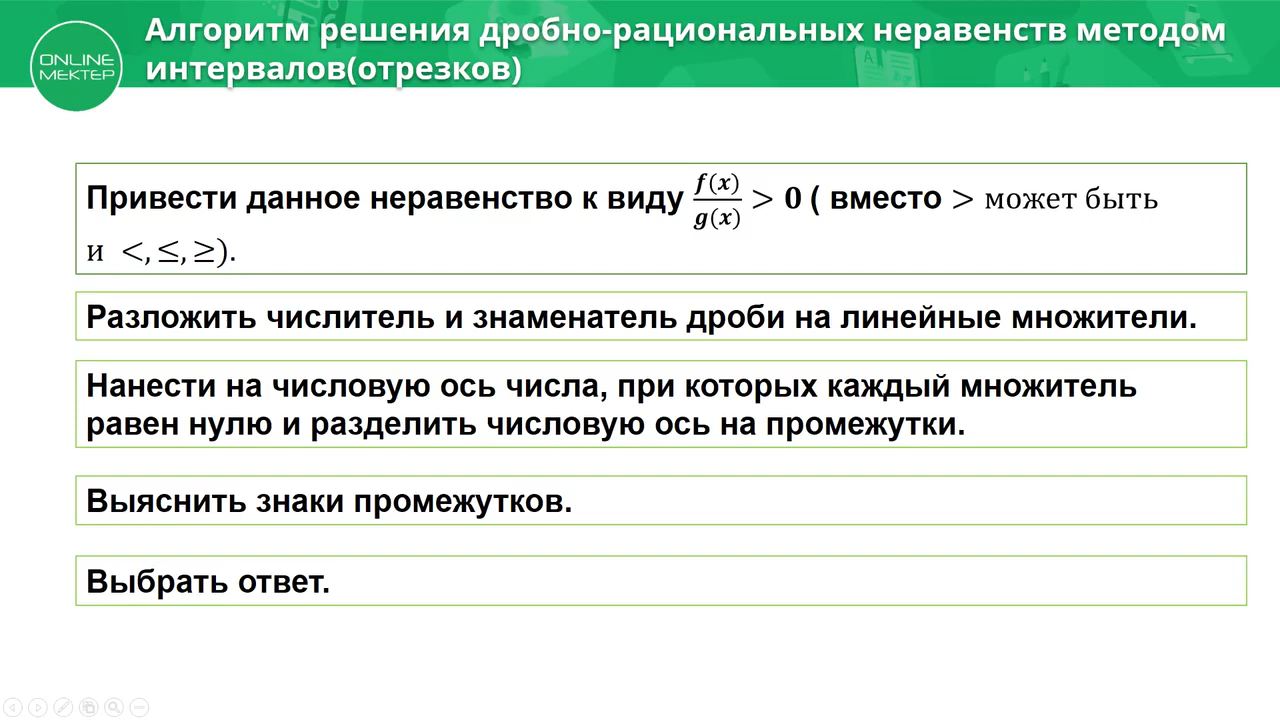 ONLINE
МЕКТЕР
Алгоритм решения дробно-рациональных неравенств методом
интервалов(отрезков)
Привести данное неравенство к виду f(x)/g(x) > 0 ( вместо > может быть
и <, ≤, ≥).
Разложить числитель и знаменатель дроби на линейные множители.
Нанести на числовую ось числа, при которых каждый множитель
равен нулю и разделить числовую ось на промежутки.
Выяснить знаки промежутков.
Выбрать ответ.